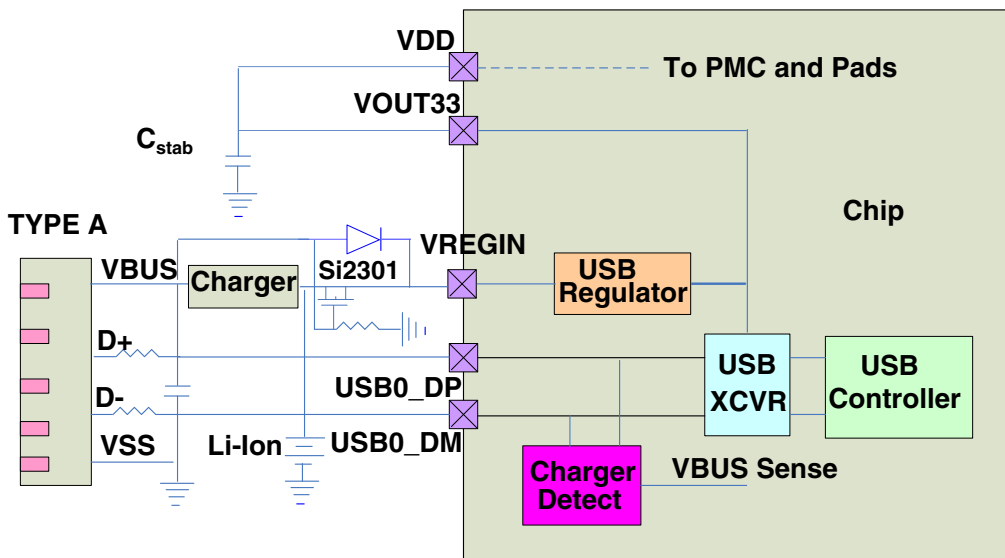 VDD
To PMC and Pads
VOUT33
C_stab
Chip
TYPE A
VREGIN
VBUS
Charger
Si2301
USB
Regulator
D+
USB
XCVR
USB
Controller
USB0_DP
D-
VSS
Li-Ion
USB0_DM
Charger
Detect
VBUS Sense